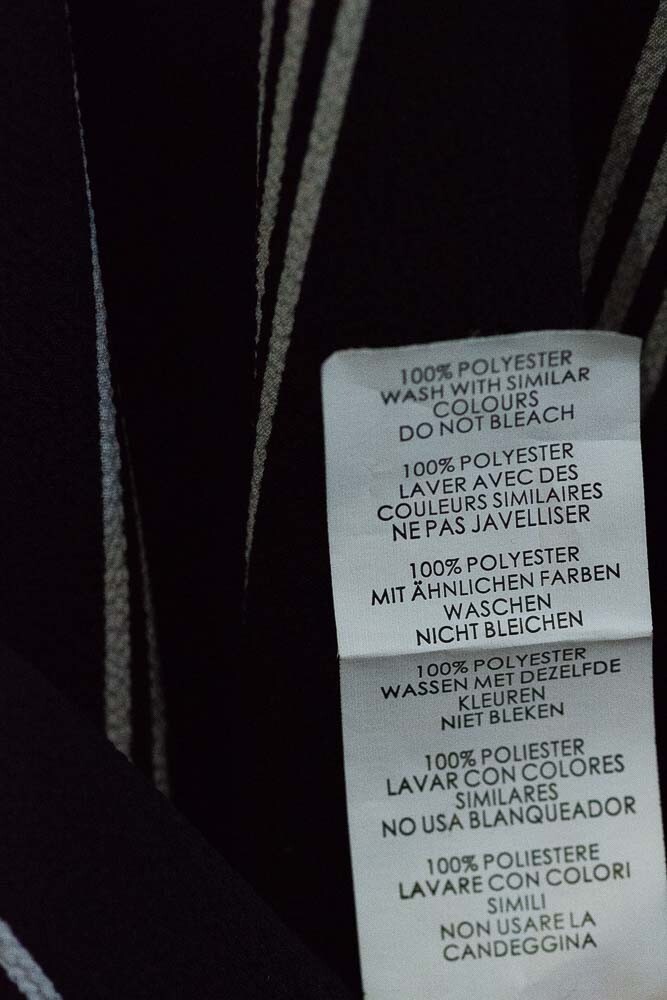 100% POLYESTER
WASH WITH SIMILAR
COLOURS
DO NOT BLEACH
100% POLYESTER
LAVER AVEC DES
COULEURS SIMILAIRES
NE PAS JAVELLISER
100% POLYESTER
MIT ÄHNLICHEN FARBEN
WASCHEN
NICHT BLEICHEN
100% POLYESTER
WASSEN MET DEZELFDE
KLEUREN
NIET BLEKEN
100% POLIESTER
LAVAR CON COLORES
SIMILARES
NO USA BLANQUEADOR
100% POLIESTERE
LAVARE CON COLORI
SIMILI
NON USARE LA
CANDEGGINA